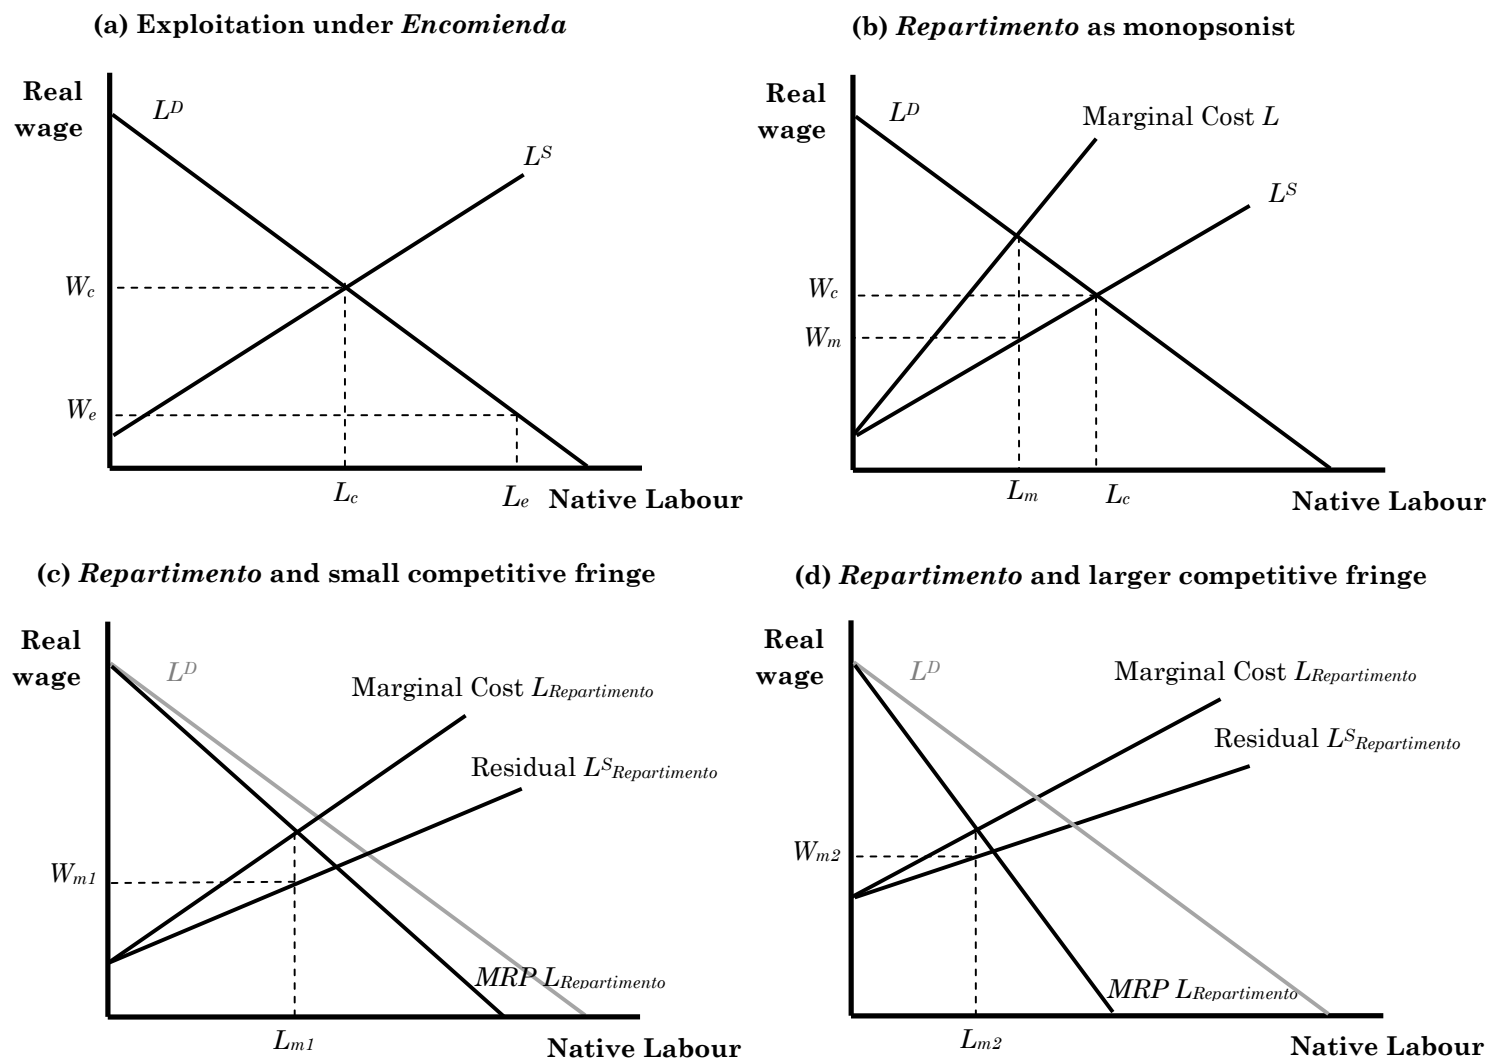 (a) Exploitation under Encomienda
Real
wage
L^D
L^S
W_c
W_e
L_c
L_e
Native Labour
(b) Repartimento as monopsonist
Real
wage
L^D
Marginal Cost L
L^S
W_c
W_m
L_m
L_c
Native Labour
(c) Repartimento and small competitive fringe
Real
wage
L^D
Marginal Cost L_Repartimento
Residual L^S_Repartimento
W_m1
MRP L_Repartimento
L_m1
Native Labour
(d) Repartimento and larger competitive fringe
Real
wage
L^D
Marginal Cost L_Repartimento
Residual L^S_Repartimento
W_m2
MRP L_Repartimento
L_m2
Native Labour